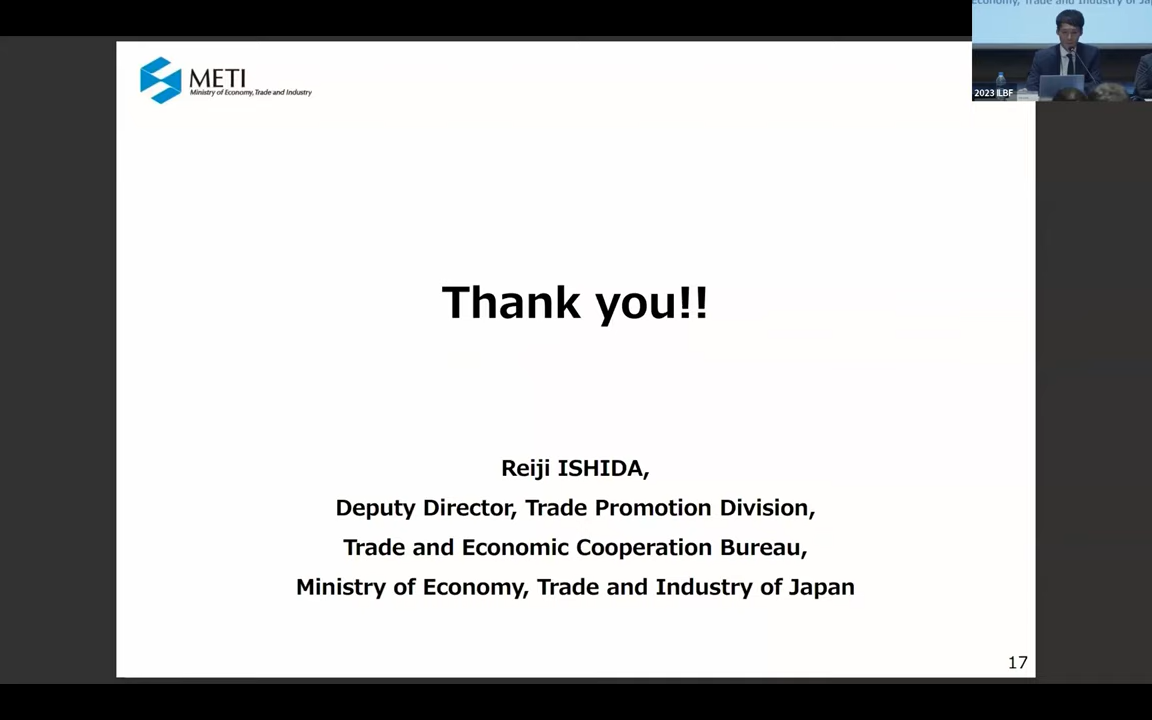 Economy, Trade and Industry of Ja
METI
Ministry of Economy, Trade and Industry
2023 ILBF
Thank you!!
Reiji ISHIDA,
Deputy Director, Trade Promotion Division,
Trade and Economic Cooperation Bureau,
Ministry of Economy, Trade and Industry of Japan
17